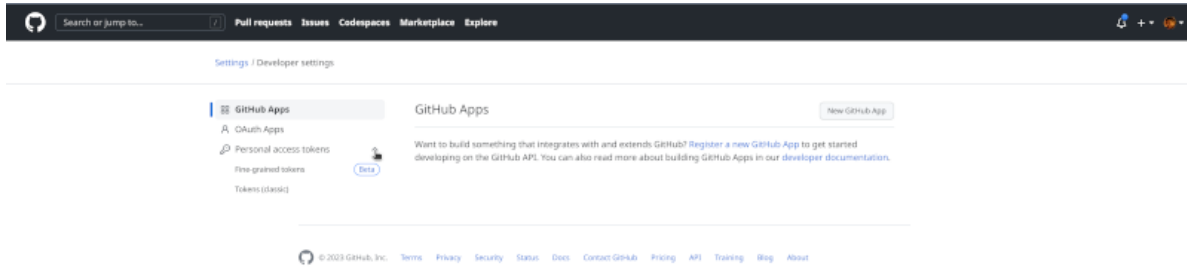 Search or jump to... /
Pull requests Issues Codespaces Marketplace Explore
Settings / Developer settings
GitHub Apps
OAuth Apps
Personal access tokens
Fine-grained tokens Beta
Tokens (classic)
GitHub Apps
New GitHub App
Want to build something that integrates with and extends GitHub? Register a new GitHub App to get started
developing on the GitHub API. You can also read more about building GitHub Apps in our developer documentation.
© 2023 GitHub, Inc. Terms Privacy Security Status Docs Contact GitHub Pricing API Training Blog About